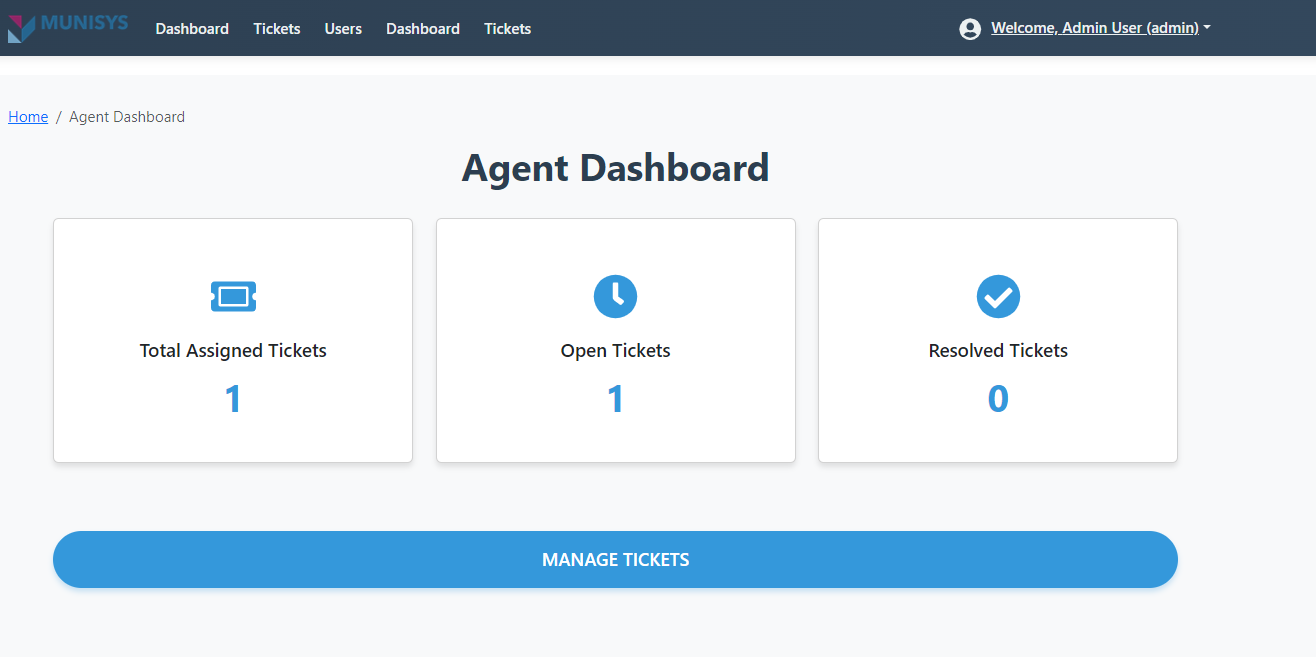 MUNISYS Dashboard Tickets Users Dashboard Tickets Welcome, Admin User (admin)
Home / Agent Dashboard
Agent Dashboard
Total Assigned Tickets
1
Open Tickets
1
Resolved Tickets
0
MANAGE TICKETS